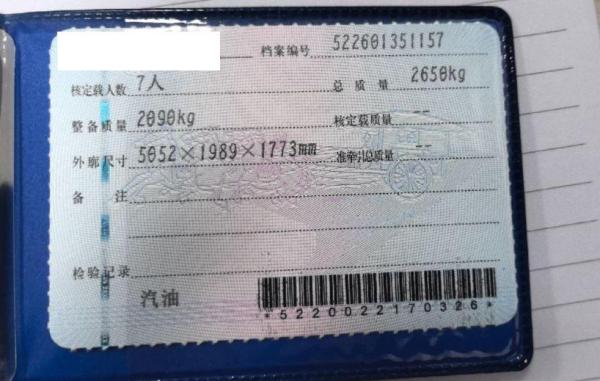 档案编号 522601351157
核定载人数 7人 总质量 2650kg
整备质量 2090kg 核定载质量 --
外廓尺寸 5052×1989×1773mm 准牵引总质量 --
备注
检验记录
汽油
*5220022170326*